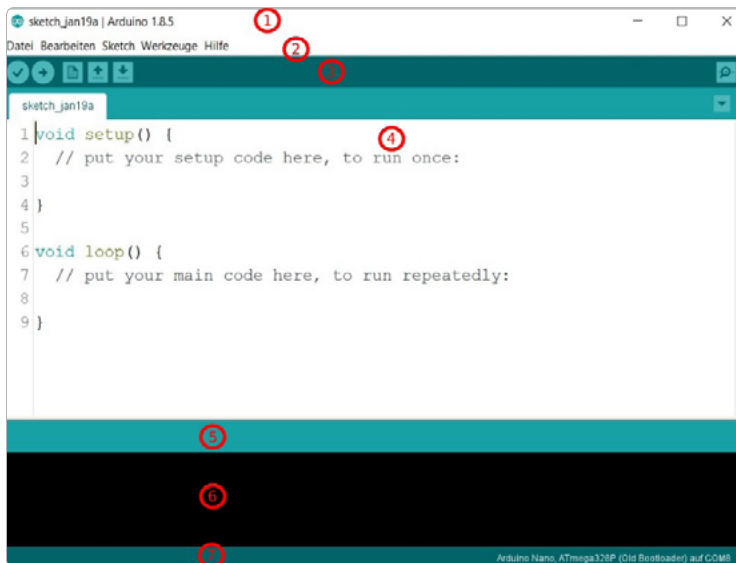 sketch_jan19a | Arduino 1.8.5 1
Datei Bearbeiten Sketch Werkzeuge Hilfe 2
3
sketch_jan19a
1 void setup() { 4
2 // put your setup code here, to run once:
3
4 }
5
6 void loop() {
7 // put your main code here, to run repeatedly:
8
9 }
5
6
7 Arduino Nano, ATmega328P (Old Bootloader) auf COM8